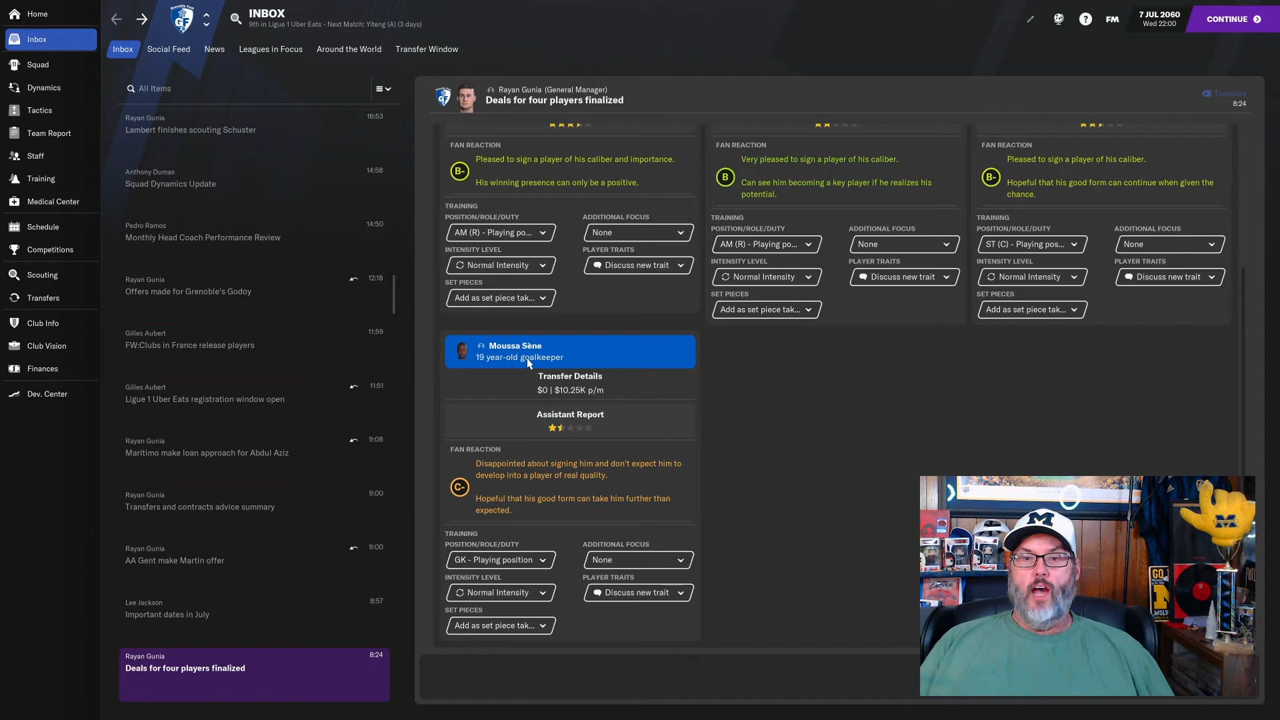 Home
Inbox
Squad
Dynamics
Tactics
Team Report
Staff
Training
Medical Center
Schedule
Competitions
Scouting
Transfers
Club Info
Club Vision
Finances
Dev. Center
GF
INBOX
9th in Ligue 1 Uber Eats - Next Match: Yiteng (A) (3 days)
FM
7 JUL 2060
Wed 22:00
CONTINUE
Inbox
Social Feed
News
Leagues in Focus
Around the World
Transfer Window
All Items
Rayan Gunia
16:53
Lambert finishes scouting Schuster
Anthony Dumas
14:58
Squad Dynamics Update
Pedro Ramos
14:50
Monthly Head Coach Performance Review
Rayan Gunia
12:18
Offers made for Grenoble's Godoy
Gilles Aubert
11:59
FW:Clubs in France release players
Gilles Aubert
11:51
Ligue 1 Uber Eats registration window open
Rayan Gunia
9:08
Marítimo make loan approach for Abdul Aziz
Rayan Gunia
9:00
Transfers and contracts advice summary
Rayan Gunia
9:00
AA Gent make Martin offer
Lee Jackson
8:57
Important dates in July
Rayan Gunia
8:24
Deals for four players finalized
Rayan Gunia (General Manager)
Deals for four players finalized
Transfers
8:24
FAN REACTION
B-
Pleased to sign a player of his caliber and importance.
His winning presence can only be a positive.
TRAINING
POSITION/ROLE/DUTY
ADDITIONAL FOCUS
AM (R) - Playing po...
None
INTENSITY LEVEL
PLAYER TRAITS
Normal Intensity
Discuss new trait
SET PIECES
Add as set piece tak...
FAN REACTION
B
Very pleased to sign a player of his caliber.
Can see him becoming a key player if he realizes his
potential.
TRAINING
POSITION/ROLE/DUTY
ADDITIONAL FOCUS
AM (R) - Playing po...
None
INTENSITY LEVEL
PLAYER TRAITS
Normal Intensity
Discuss new trait
SET PIECES
Add as set piece tak...
FAN REACTION
B-
Pleased to sign a player of his caliber.
Hopeful that his good form can continue when given the
chance.
TRAINING
POSITION/ROLE/DUTY
ADDITIONAL FOCUS
ST (C) - Playing pos...
None
INTENSITY LEVEL
PLAYER TRAITS
Normal Intensity
Discuss new trait
SET PIECES
Add as set piece tak...
Moussa Sène
19 year-old goalkeeper
Transfer Details
$0 | $10.25K p/m
Assistant Report
FAN REACTION
C-
Disappointed about signing him and don't expect him to
develop into a player of real quality.
Hopeful that his good form can take him further than
expected.
TRAINING
POSITION/ROLE/DUTY
ADDITIONAL FOCUS
GK - Playing position
None
INTENSITY LEVEL
PLAYER TRAITS
Normal Intensity
Discuss new trait
SET PIECES
Add as set piece tak...
M
GO